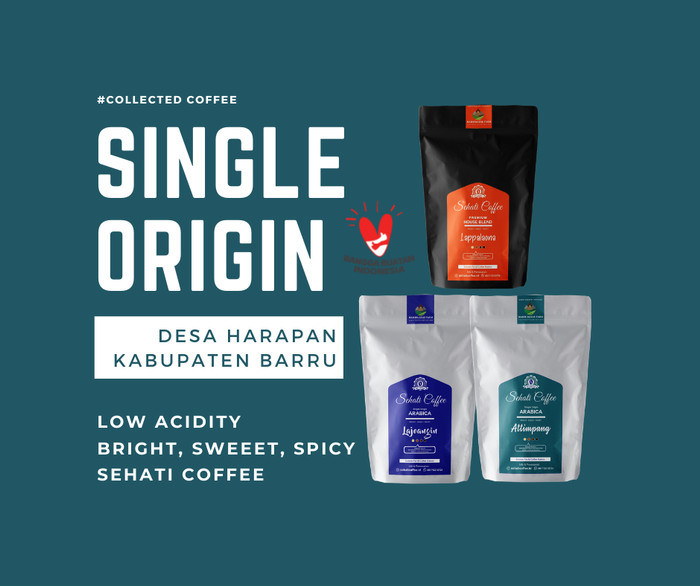 #COLLECTED COFFEE
SINGLE
ORIGIN
DESA HARAPAN
KABUPATEN BARRU
LOW ACIDITY
BRIGHT, SWEEET, SPICY
SEHATI COFFEE
Sehati Coffee
PREMIUM
HOUSE BLEND
Lappalaona
Sehati Coffee
ARABICA
Lajoangin
Sehati Coffee
ARABICA
Attimpang